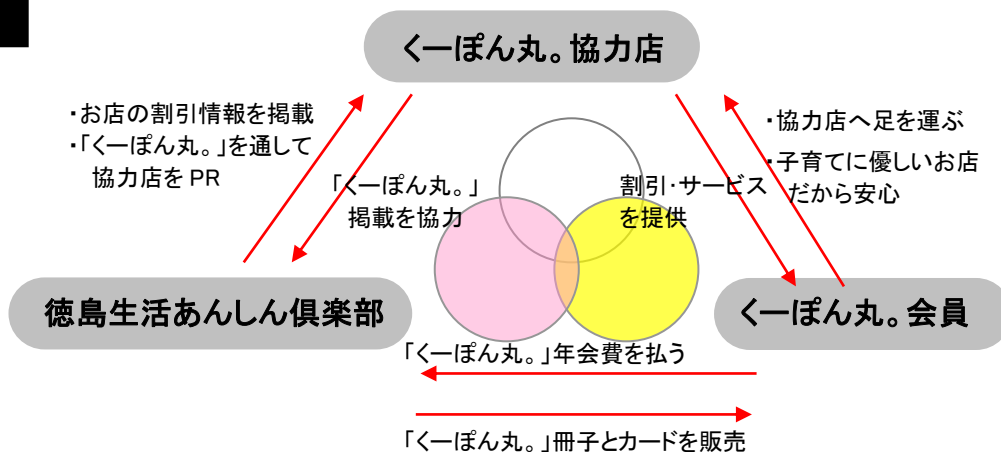 くーぽん丸。協力店
・お店の割引情報を掲載
・「くーぽん丸。」を通して
協力店を PR
「くーぽん丸。」
掲載を協力
割引・サービス
を提供
・協力店へ足を運ぶ
・子育てに優しいお店
だから安心
徳島生活あんしん倶楽部
くーぽん丸。会員
「くーぽん丸。」年会費を払う
「くーぽん丸。」冊子とカードを販売